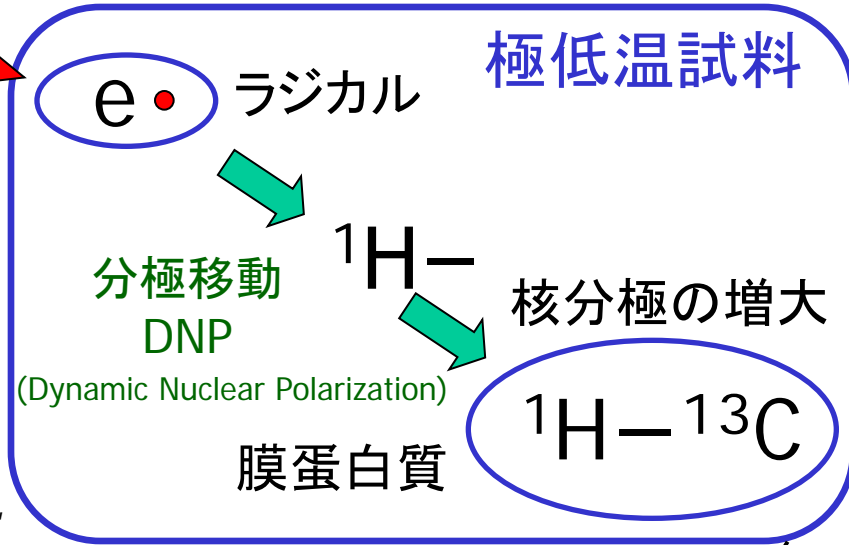 極低温試料
e• ラジカル
¹H−
分極移動
DNP
(Dynamic Nuclear Polarization)
核分極の増大
¹H−¹³C
膜蛋白質